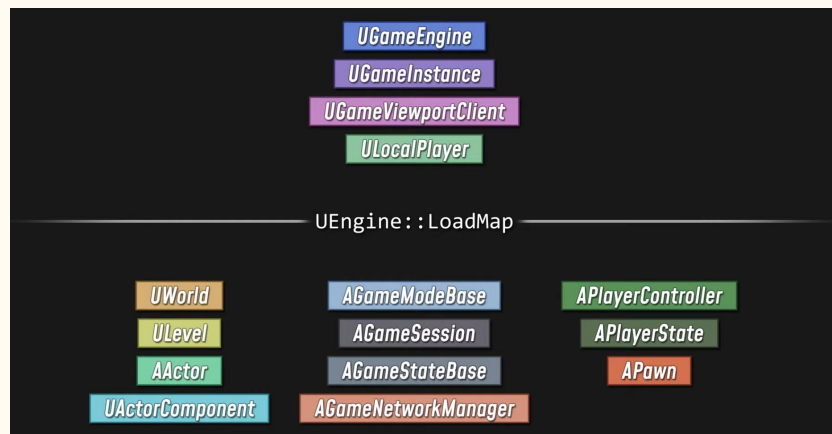 UGameEngine
UGameInstance
UGameViewportClient
ULocalPlayer
UEngine::LoadMap
UWorld AGameModeBase APlayerController
ULevel AGameSession APlayerState
AActor AGameStateBase APawn
UActorComponent AGameNetworkManager